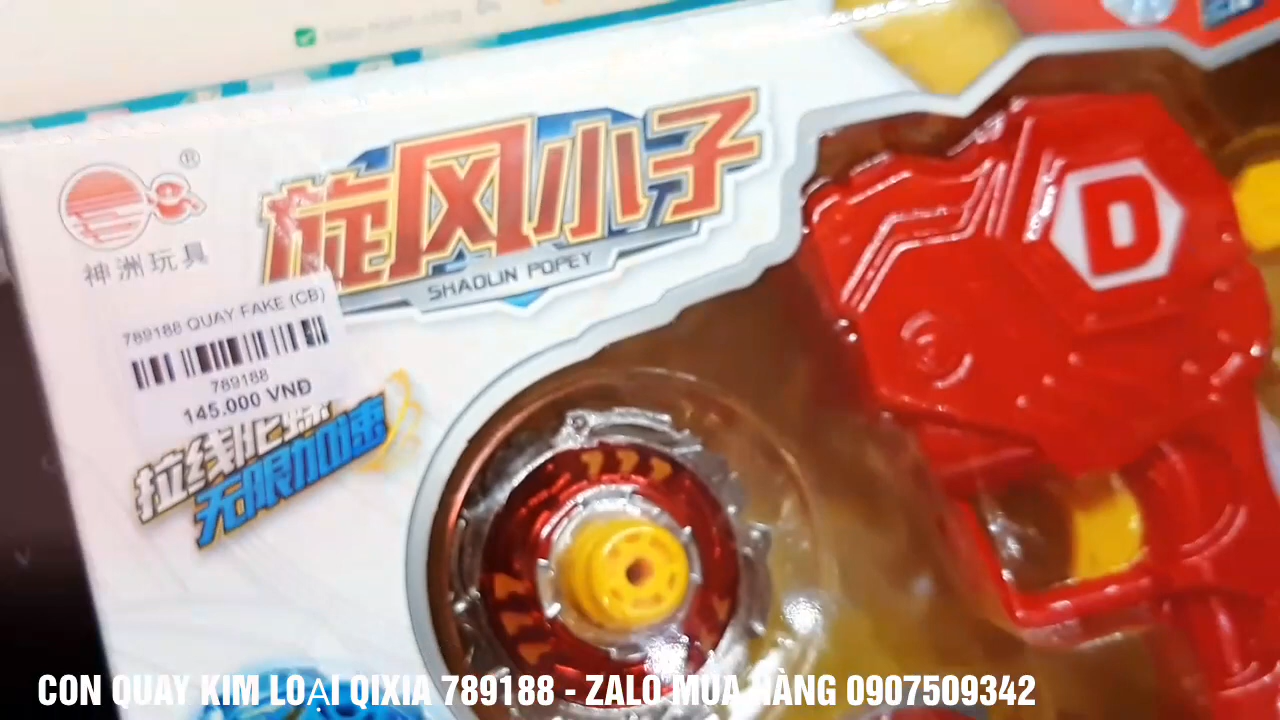 ®
神洲玩具
旋风小子
SHAOLIN POPEY
789188 QUAY FAKE (CB)
789188
145.000 VNĐ
拉线
无限加速
D
CON QUAY KIM LOẠI QIXIA 789188 - ZALO MUA HÀNG 0907509342